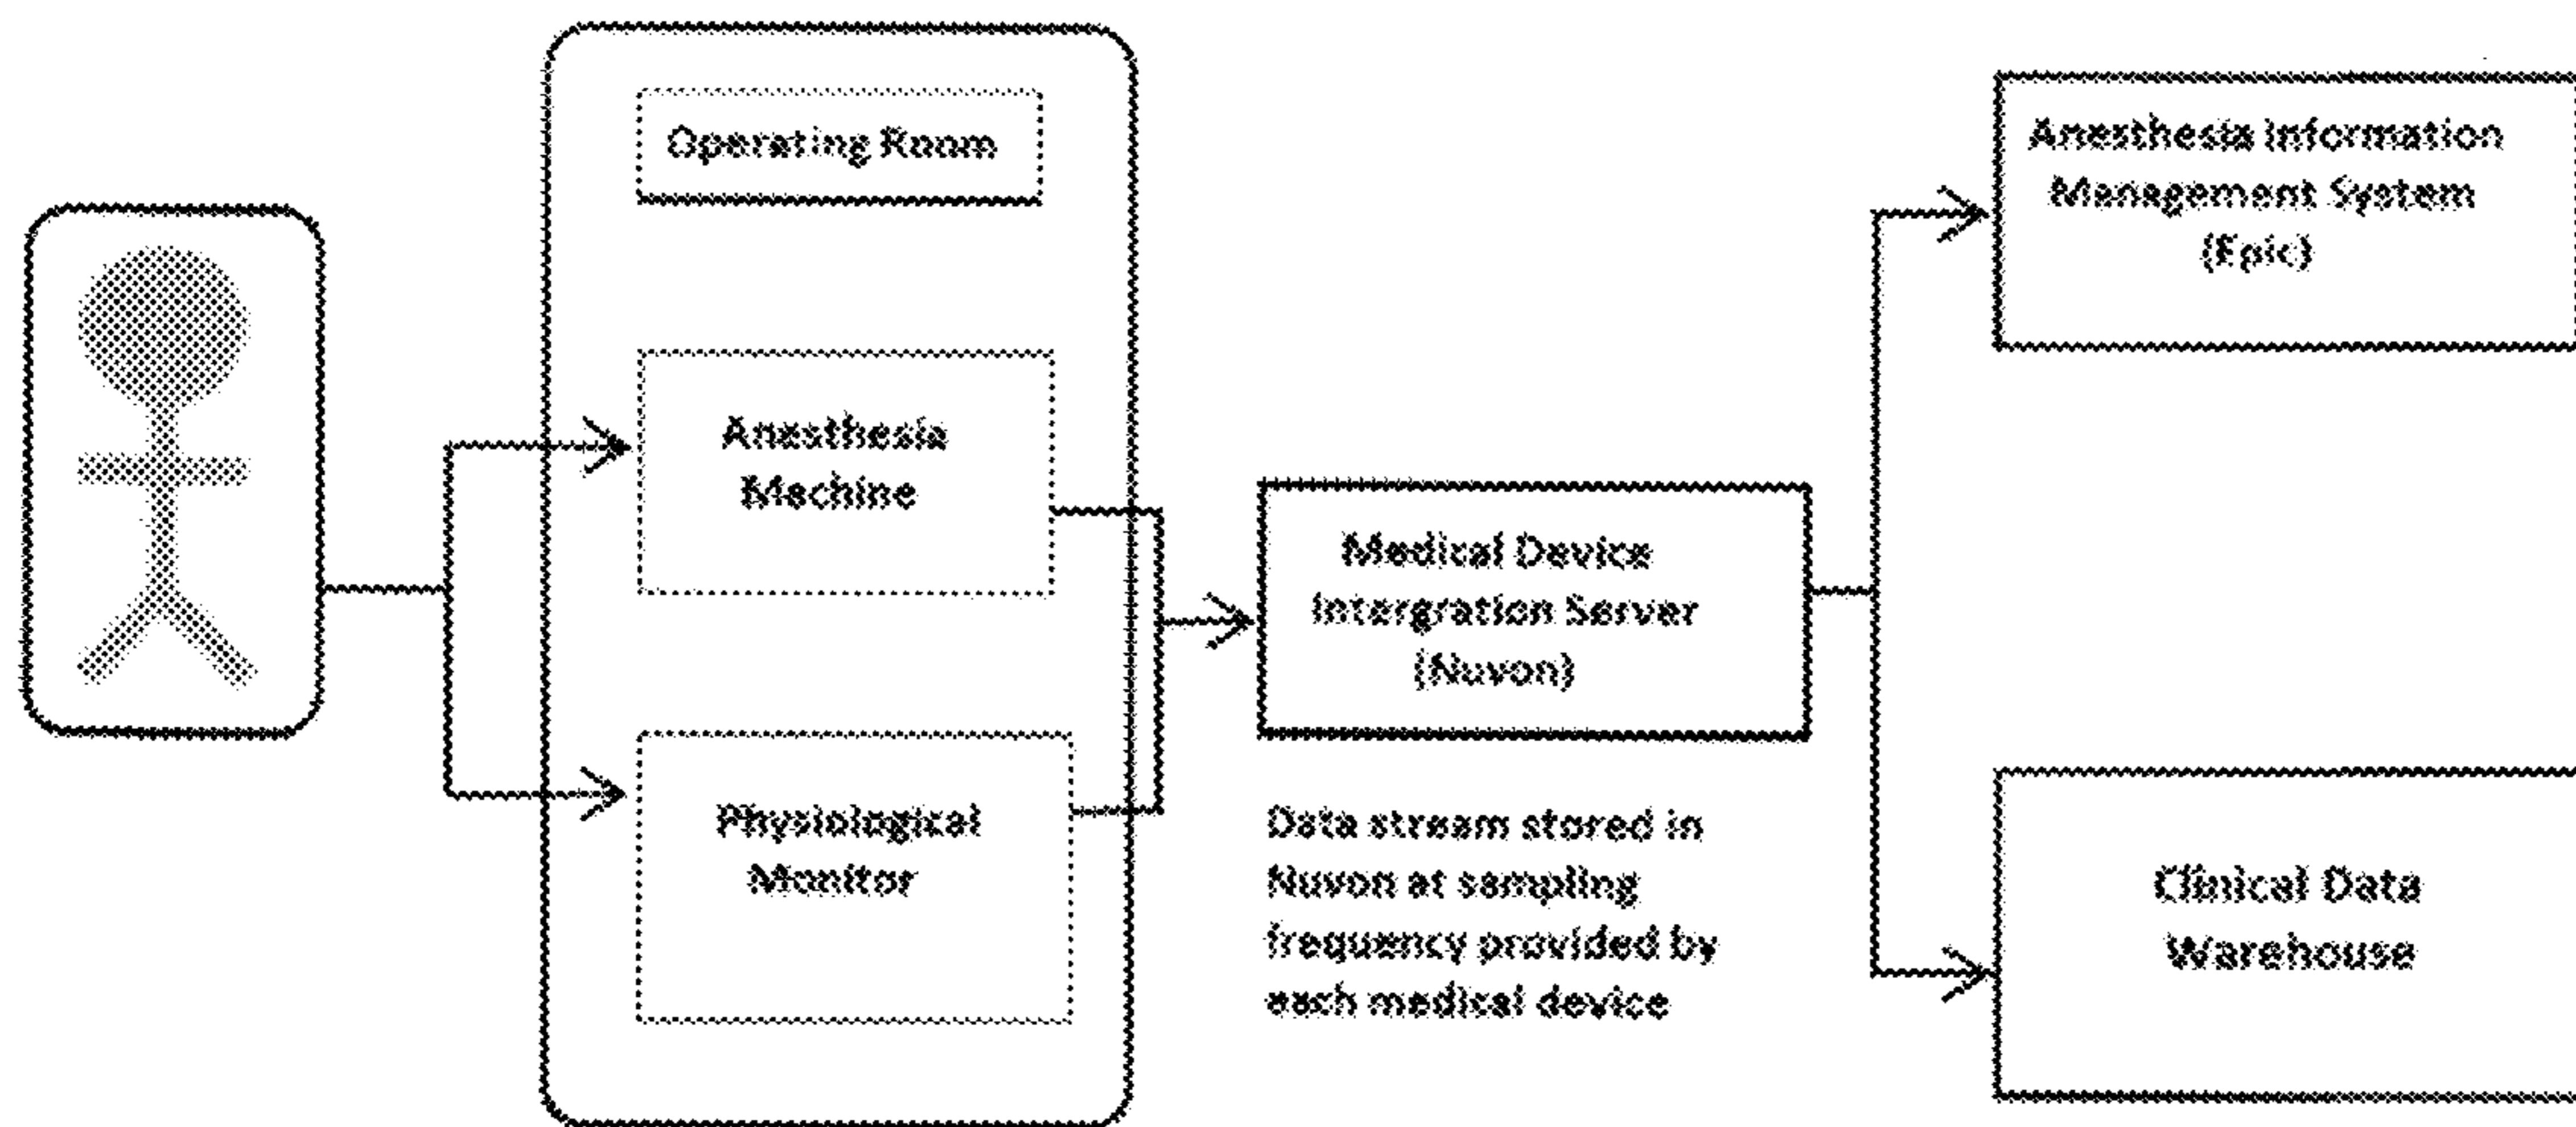 Operating Room
Anesthesia
Machine
Physiological
Monitor
Medical Device
Intergration Server
(Nuvon)
Data stream stored in
Nuvon at sampling
frequency provided by
each medical device
Anesthesia Information
Management System
(Epic)
Clinical Data
Warehouse